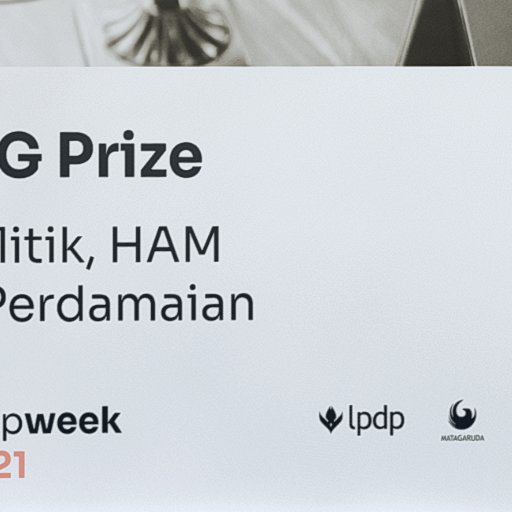 G Prize
litik, HAM
Perdamaian
pweek
lpdp
MATAGARUDA
21